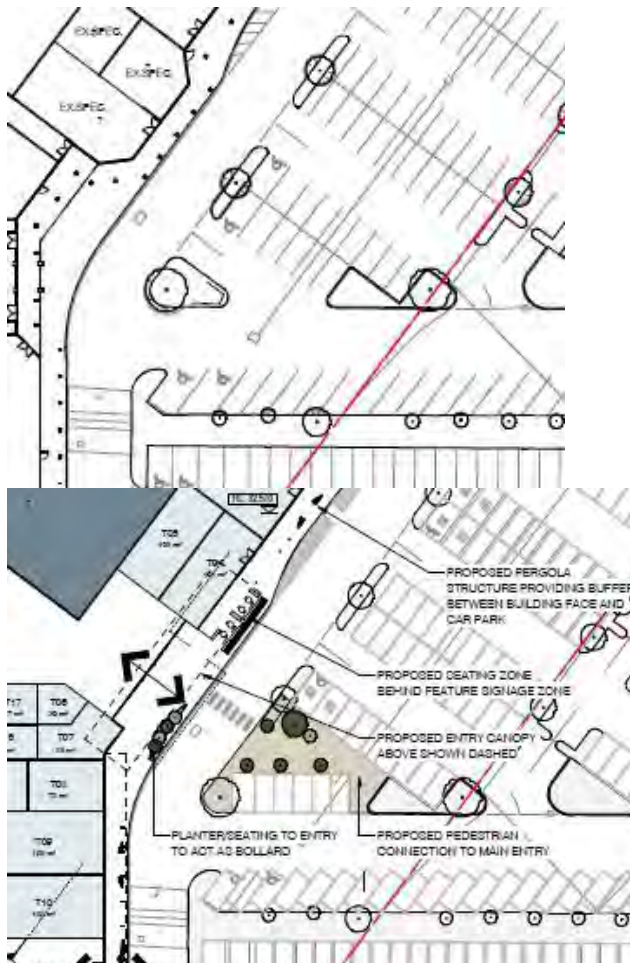 EX.SPEC.
EX.SPEC.
EX.SPEC.
T05
T04
PROPOSED PERGOLA
STRUCTURE PROVIDING BUFFER
BETWEEN BUILDING FACE AND
CAR PARK
PROPOSED SEATING ZONE
BEHIND FEATURE SIGNAGE ZONE
T17
T08
T07
PROPOSED ENTRY CANOPY
ABOVE SHOWN DASHED
PLANTER/SEATING TO ENTRY
TO ACT AS BOLLARD
PROPOSED PEDESTRIAN
CONNECTION TO MAIN ENTRY
T09
T10